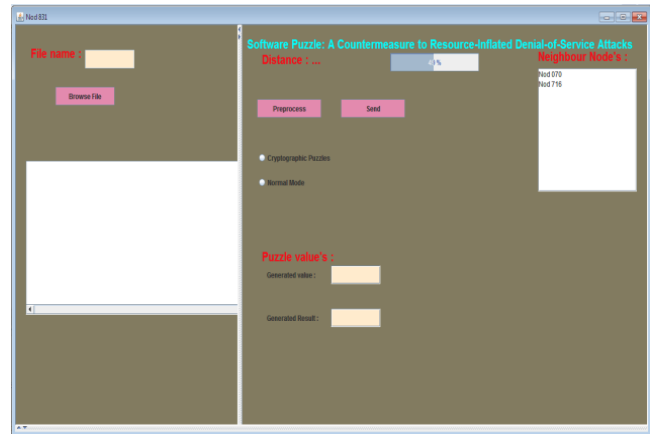 Nod 831
File name :
Browse File
Software Puzzle: A Countermeasure to Resource-Inflated Denial-of-Service Attacks
Distance : ...
Neighbour Node's :
Nod 070
Nod 716
Preprocess
Send
Cryptographic Puzzles
Normal Mode
Puzzle value's :
Generated value :
Generated Result :